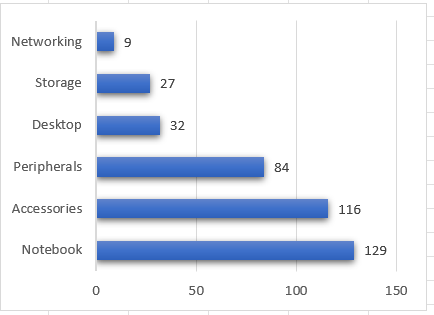 Networking 9
Storage 27
Desktop 32
Peripherals 84
Accessories 116
Notebook 129
0 50 100 150